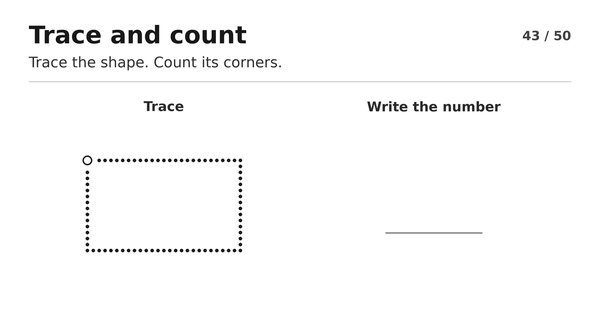 Trace and count
43 / 50
Trace the shape. Count its corners.
Trace
Write the number